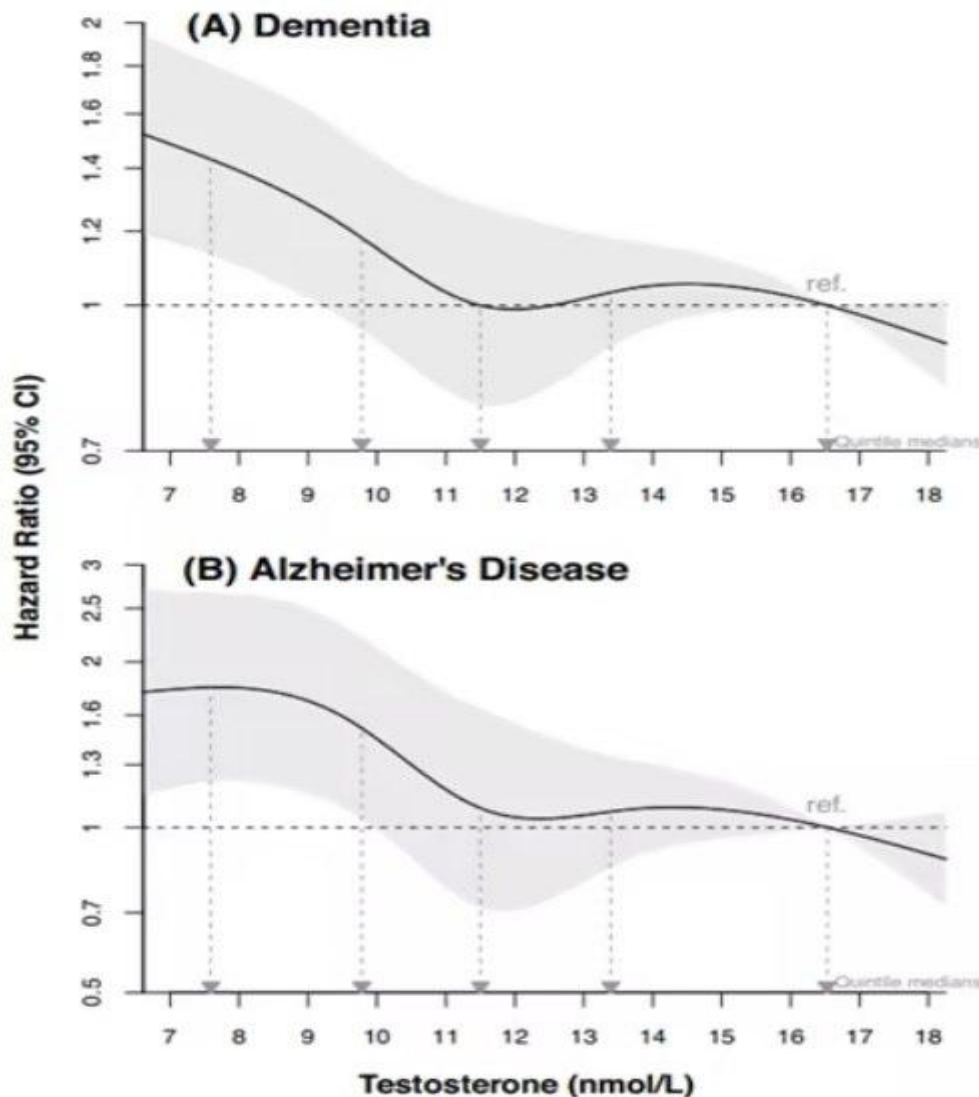 (A) Dementia
2
1.8
1.6
1.4
1.2
1
0.7
ref.
Quintile medians
7 8 9 10 11 12 13 14 15 16 17 18
Hazard Ratio (95% CI)
(B) Alzheimer's Disease
3
2.5
2
1.6
1.3
1
0.7
0.5
ref.
Quintile medians
7 8 9 10 11 12 13 14 15 16 17 18
Testosterone (nmol/L)